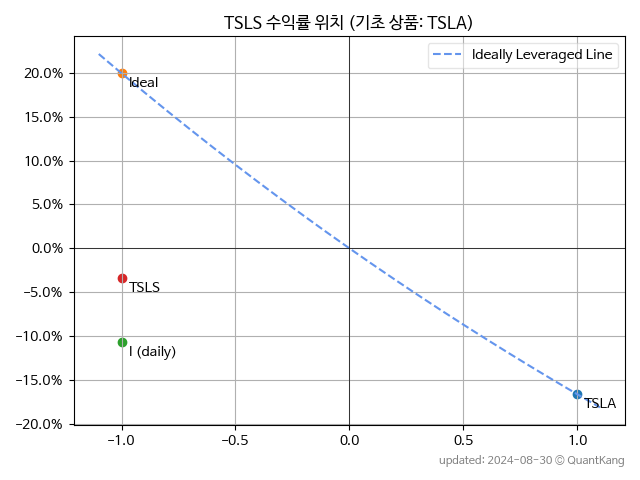 TSLS 수익률 위치 (기초 상품: TSLA)
Ideally Leveraged Line
20.0%
15.0%
10.0%
5.0%
0.0%
−5.0%
−10.0%
−15.0%
−20.0%
Ideal
TSLS
I (daily)
TSLA
−1.0
−0.5
0.0
0.5
1.0
updated: 2024-08-30 © QuantKang